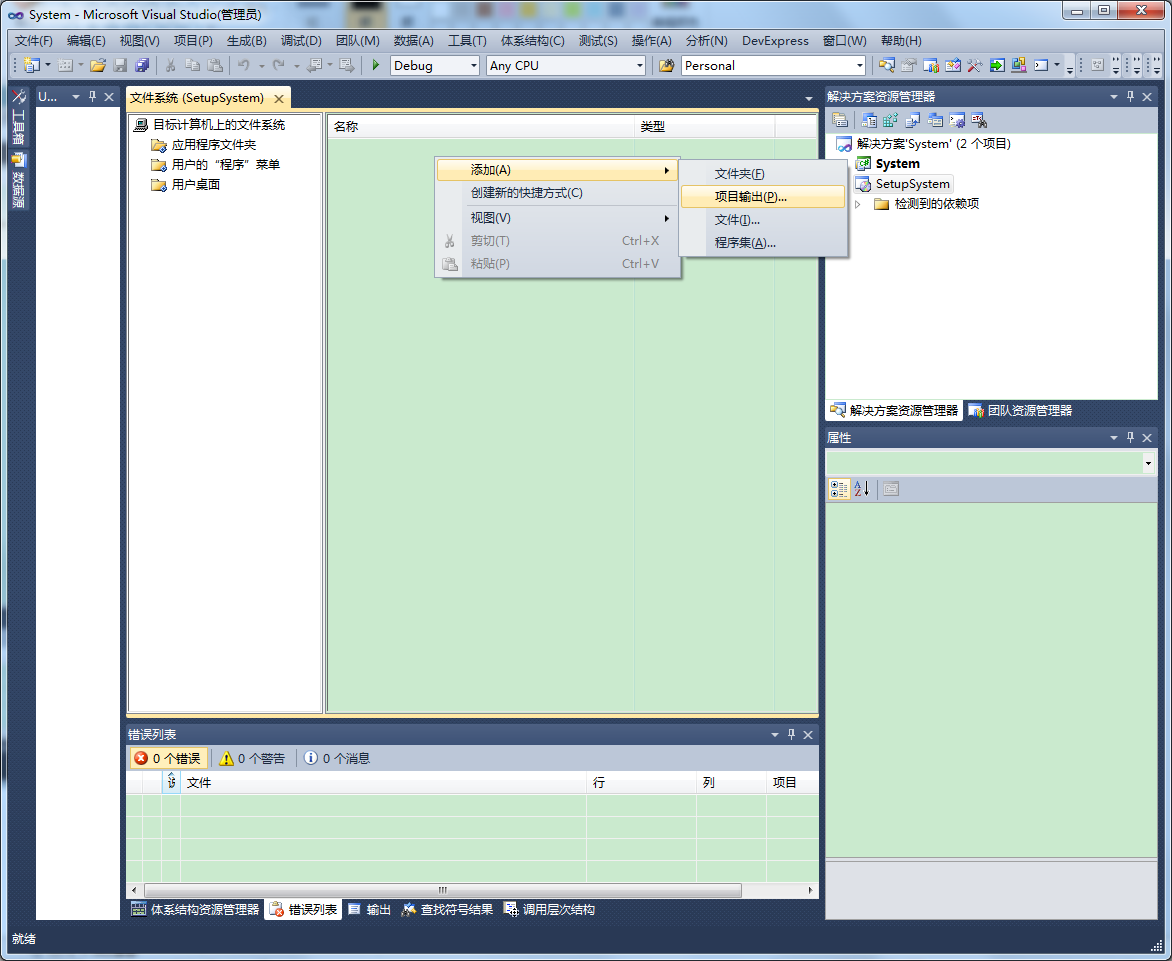 System - Microsoft Visual Studio(管理员)
文件(F) 编辑(E) 视图(V) 项目(P) 生成(B) 调试(D) 团队(M) 数据(A) 工具(T) 体系结构(C) 测试(S) 操作(A) 分析(N) DevExpress 窗口(W) 帮助(H)
Debug Any CPU Personal
工具箱
数据源
U...
文件系统 (SetupSystem)
目标计算机上的文件系统
应用程序文件夹
用户的“程序”菜单
用户桌面
名称 类型
添加(A)
创建新的快捷方式(C)
视图(V)
剪切(T) Ctrl+X
粘贴(P) Ctrl+V
文件夹(F)
项目输出(P)...
文件(I)...
程序集(A)...
解决方案资源管理器
解决方案'System' (2 个项目)
System
SetupSystem
检测到的依赖项
解决方案资源管理器 团队资源管理器
属性
错误列表
0 个错误 0 个警告 0 个消息
文件 行 列 项目
体系结构资源管理器 错误列表 输出 查找符号结果 调用层次结构
就绪